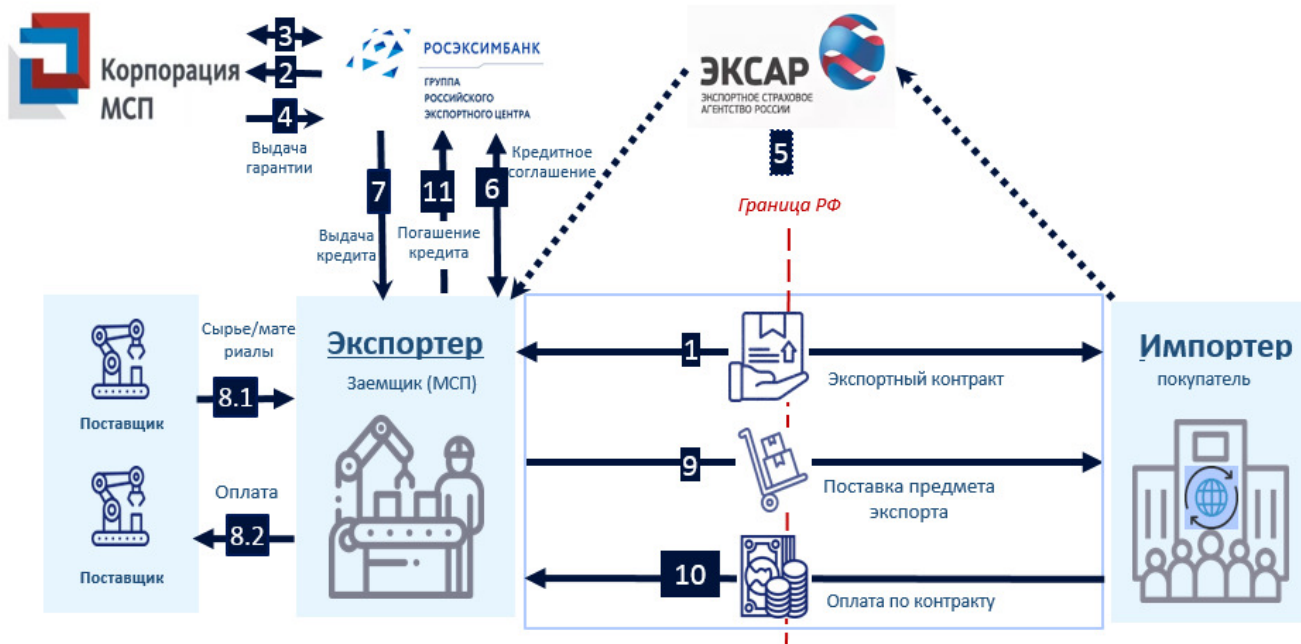 Корпорация
МСП
3
2
4
Выдача
гарантии
РОСЭКСИМБАНК
ГРУППА
РОССИЙСКОГО
ЭКСПОРТНОГО ЦЕНТРА
ЭКСАР
ЭКСПОРТНОЕ СТРАХОВОЕ
АГЕНТСТВО РОССИИ
5
Граница РФ
7
Выдача
кредита
11
Погашение
кредита
6
Кредитное
соглашение
Поставщик
Поставщик
Сырье/мате
риалы
8.1
Оплата
8.2
Экспортер
Заемщик (МСП)
1
Экспортный контракт
9
Поставка предмета
экспорта
10
Оплата по контракту
Импортер
покупатель